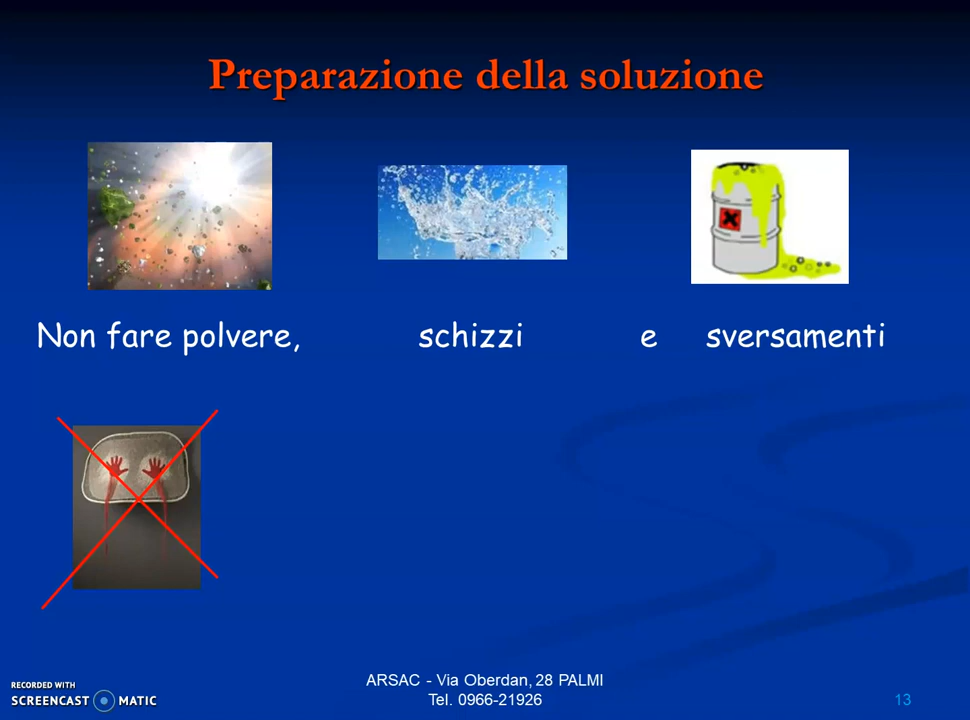 Preparazione della soluzione
Non fare polvere, schizzi e sversamenti
ARSAC - Via Oberdan, 28 PALMI
Tel. 0966-21926
13
RECORDED WITH
SCREENCAST MATIC